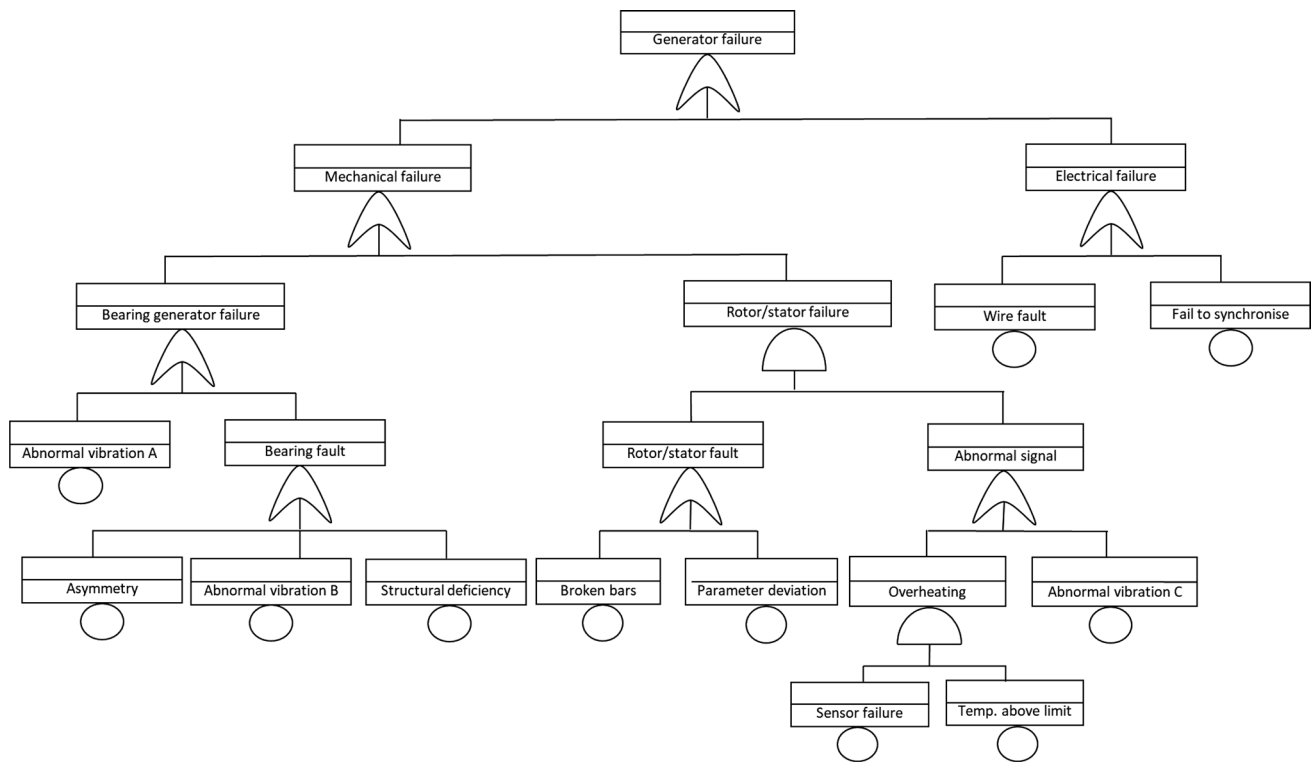 Generator failure
Mechanical failure
Electrical failure
Bearing generator failure
Rotor/stator failure
Wire fault
Fail to synchronise
Abnormal vibration A
Bearing fault
Rotor/stator fault
Abnormal signal
Asymmetry
Abnormal vibration B
Structural deficiency
Broken bars
Parameter deviation
Overheating
Abnormal vibration C
Sensor failure
Temp. above limit